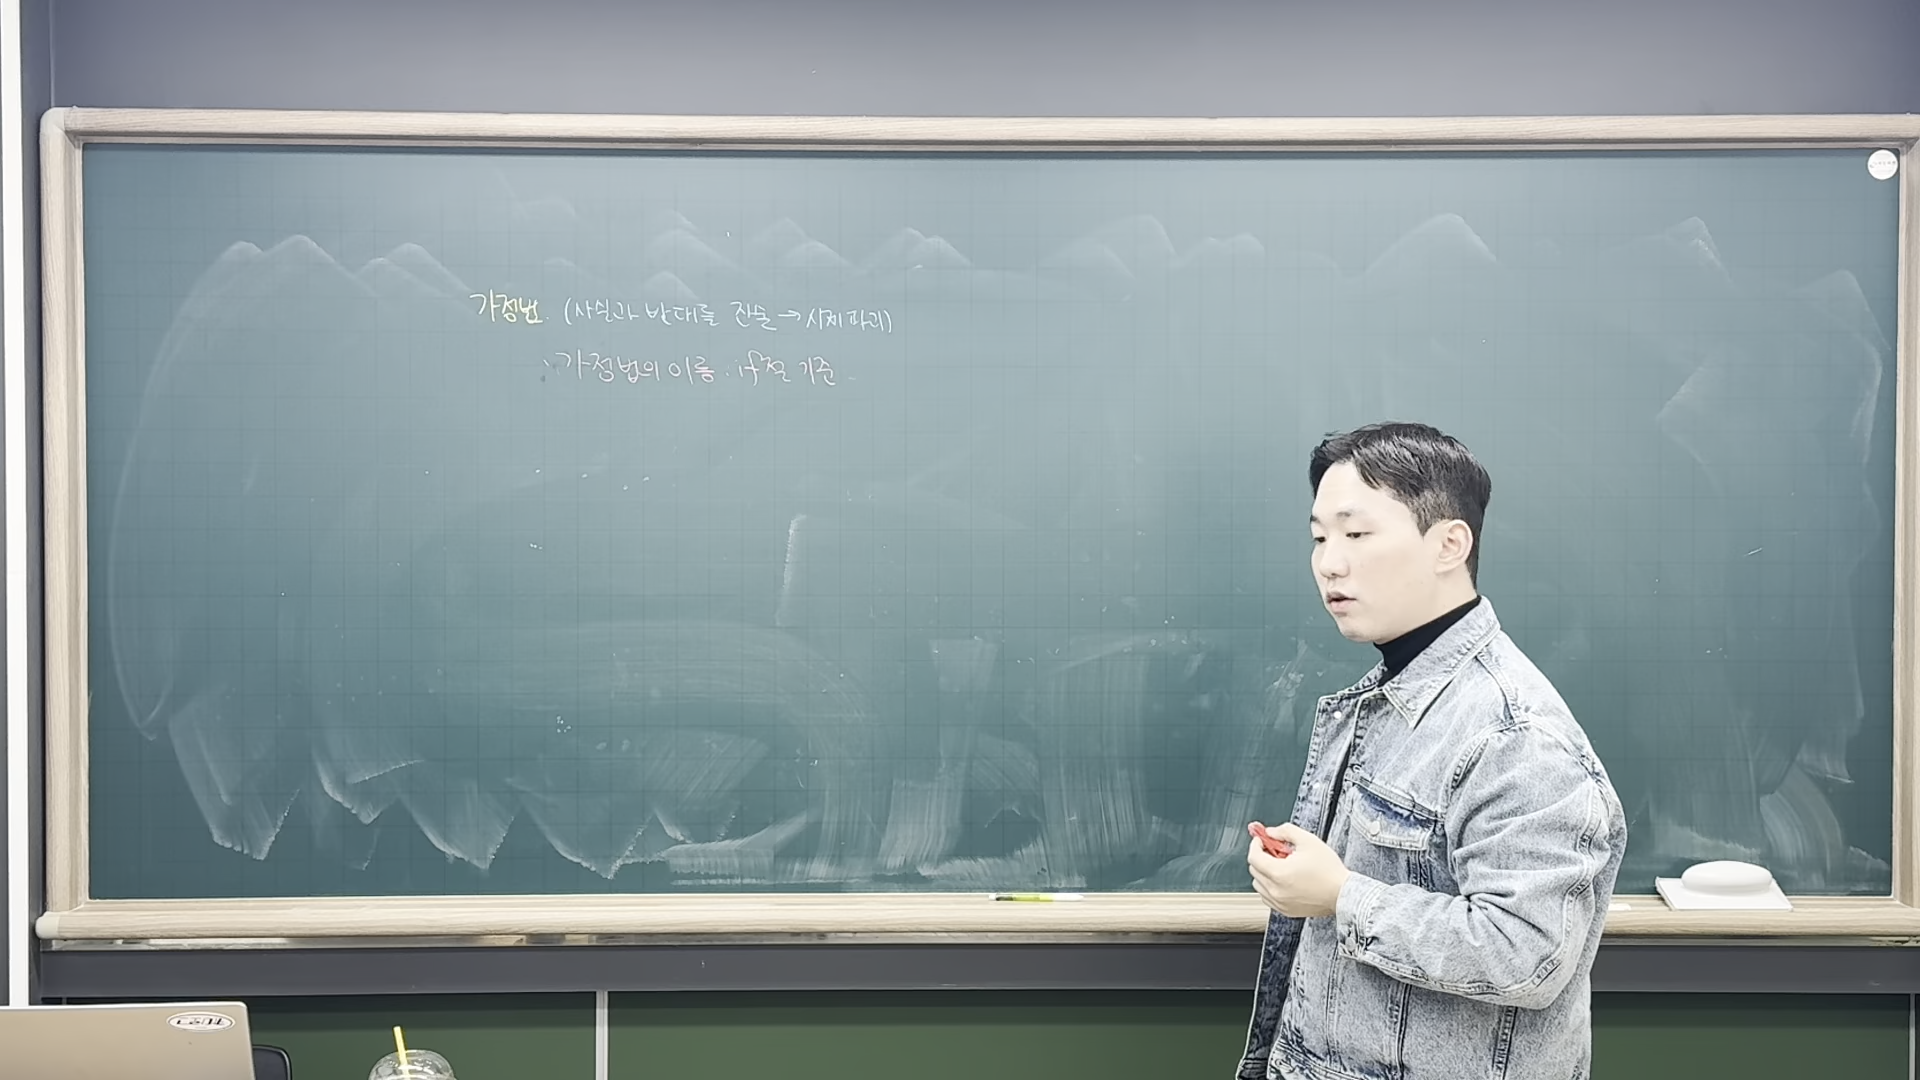 가정법. (사실과 반대를 진술 → 시제파괴)
· 가정법의 이름 · if절 기준